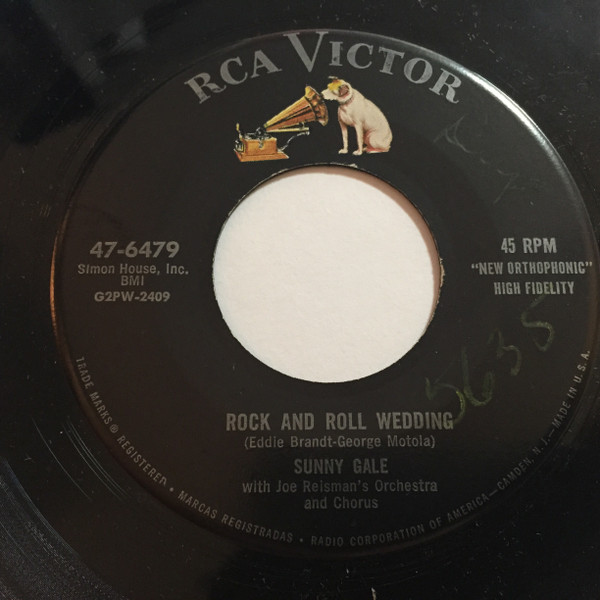 RCA VICTOR
47-6479
Simon House, Inc.
BMI
G2PW-2409
45 RPM
"NEW ORTHOPHONIC"
HIGH FIDELITY
5635
ROCK AND ROLL WEDDING
(Eddie Brandt-George Motola)
SUNNY GALE
with Joe Reisman's Orchestra
and Chorus
TRADE MARKS ® REGISTERED • MARCAS REGISTRADAS • RADIO CORPORATION OF AMERICA—CAMDEN, N. J.—MADE IN U.S.A.